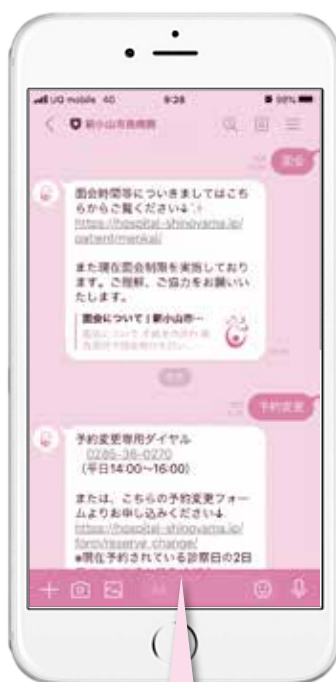 UQ mobile 4G 9:28 98%
新小山市民病院
面会
面会時間等につきましてはこち
らからご覧ください↓
https://hospital-shinoyama.jp/
patient/menkai/
また現在面会制限を実施しており
ます。ご理解、ご協力をお願いい
たします。
面会について | 新小山市…
今日
予約変更
予約変更専用ダイヤル
0285-36-0270
(平日14:00～16:00)
または、こちらの予約変更フォー
ムよりお申し込みください↓
https://hospital-shinoyama.jp/
forp/reserve_change/
※現在予約されている診察日の2日
Aa